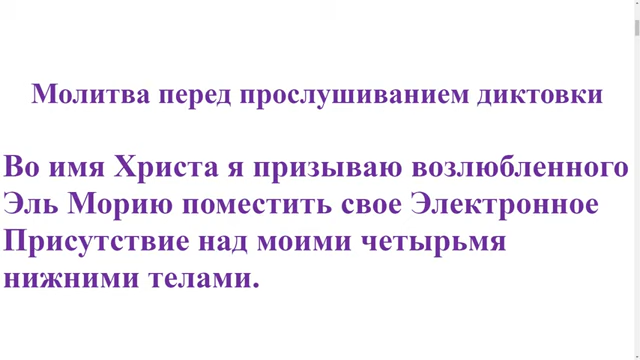 Молитва перед прослушиванием диктовки
Во имя Христа я призываю возлюбленного
Эль Морию поместить свое Электронное
Присутствие над моими четырьмя
нижними телами.